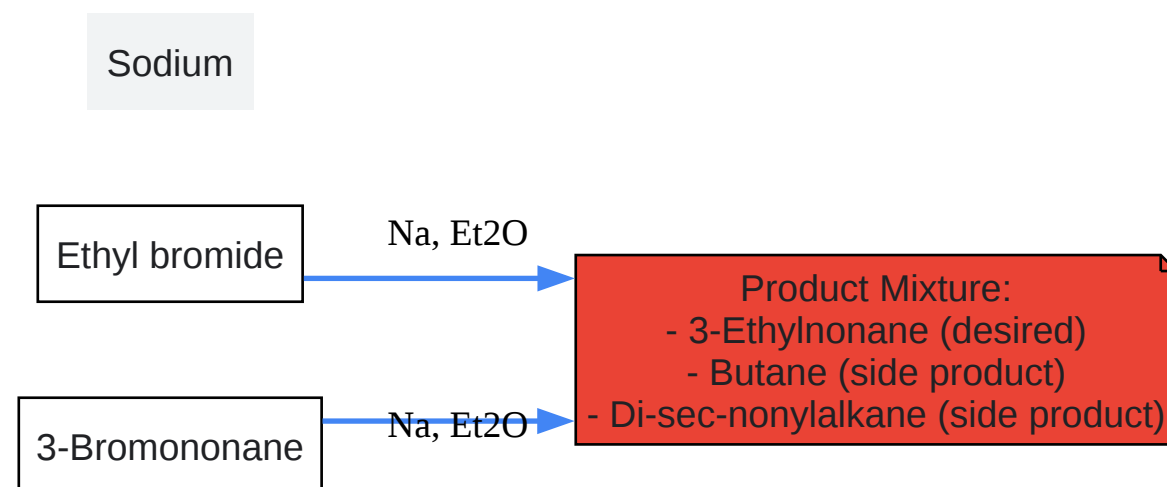 Sodium
Ethyl bromide
Na, Et2O
Product Mixture:
- 3-Ethylnonane (desired)
- Butane (side product)
- Di-sec-nonylalkane (side product)
Na, Et2O
3-Bromononane